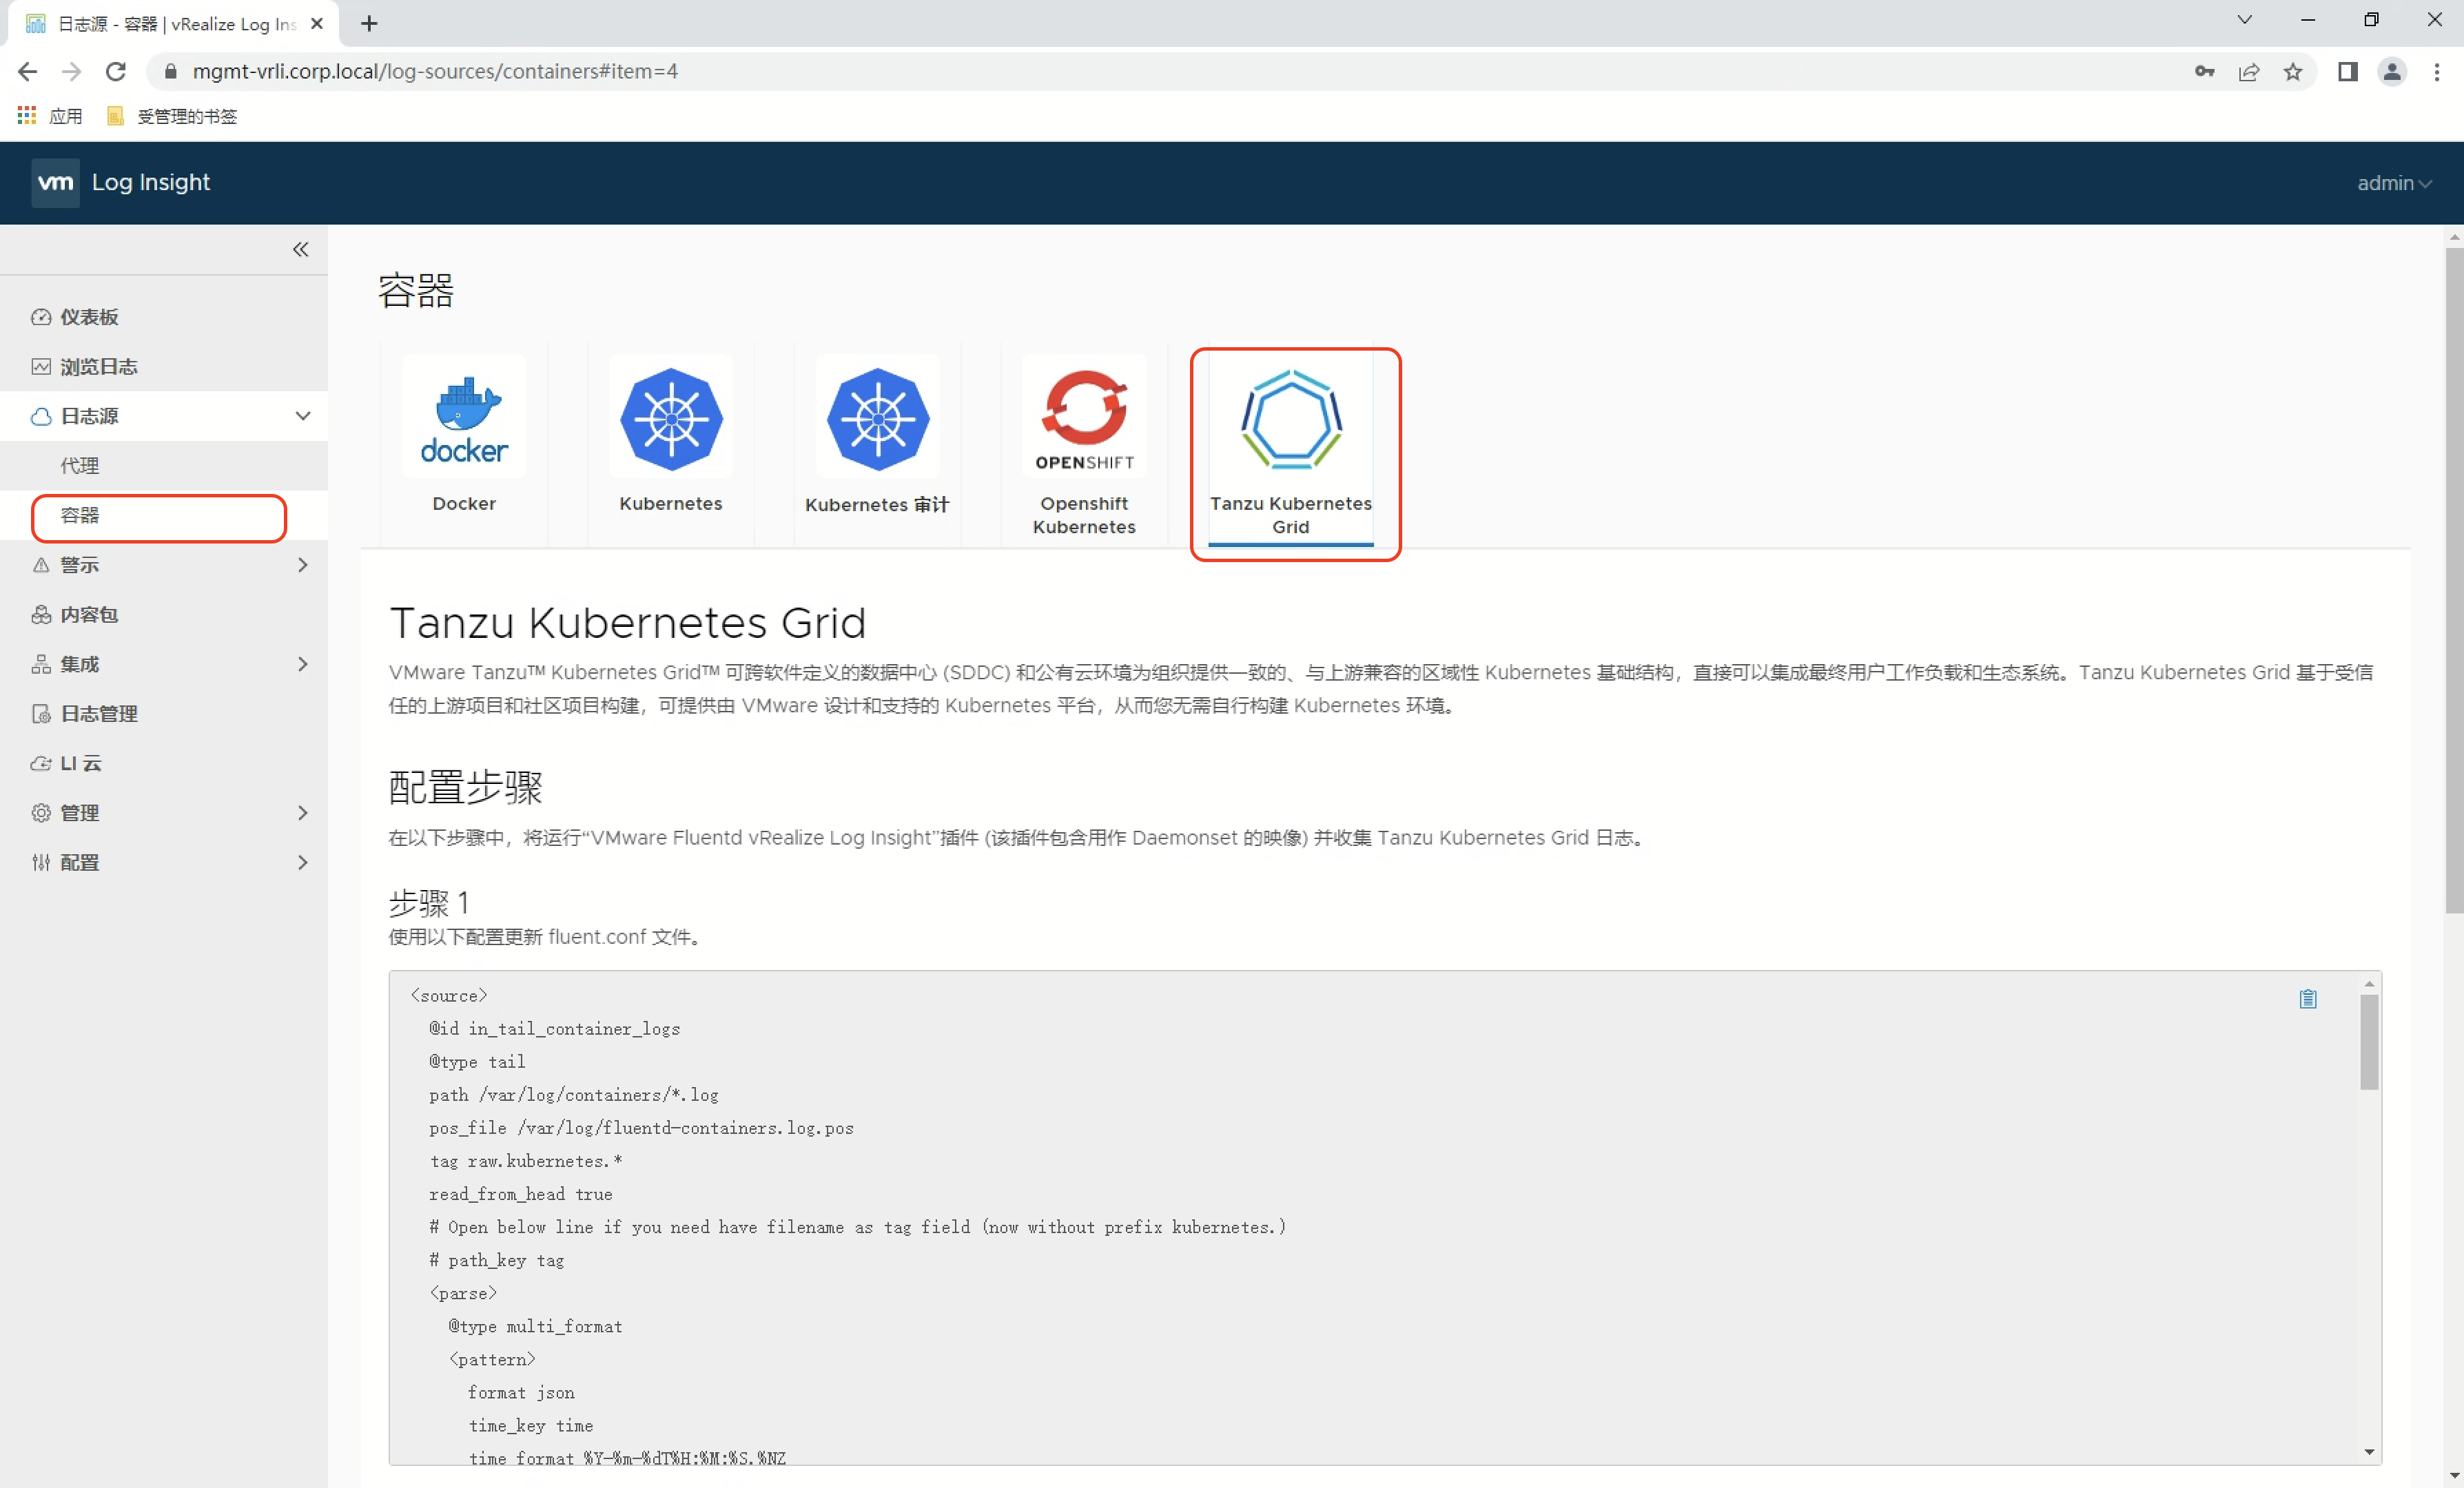 日志源 - 容器 | vRealize Log Ins
mgmt-vrli.corp.local/log-sources/containers#item=4
应用
受管理的书签
vm Log Insight
admin
仪表板
浏览日志
日志源
代理
容器
警示
内容包
集成
日志管理
LI 云
管理
配置
容器
docker
OPENSHIFT
Docker
Kubernetes
Kubernetes 审计
Openshift
Kubernetes
Tanzu Kubernetes
Grid
Tanzu Kubernetes Grid
VMware Tanzu™ Kubernetes Grid™ 可跨软件定义的数据中心 (SDDC) 和公有云环境为组织提供一致的、与上游兼容的区域性 Kubernetes 基础结构，直接可以集成最终用户工作负载和生态系统。Tanzu Kubernetes Grid 基于受信
任的上游项目和社区项目构建，可提供由 VMware 设计和支持的 Kubernetes 平台，从而您无需自行构建 Kubernetes 环境。
配置步骤
在以下步骤中，将运行“VMware Fluentd vRealize Log Insight”插件 (该插件包含用作 Daemonset 的映像) 并收集 Tanzu Kubernetes Grid 日志。
步骤 1
使用以下配置更新 fluent.conf 文件。
<source>
@id in_tail_container_logs
@type tail
path /var/log/containers/*.log
pos_file /var/log/fluentd-containers.log.pos
tag raw.kubernetes.*
read_from_head true
# Open below line if you need have filename as tag field (now without prefix kubernetes.)
# path_key tag
<parse>
@type multi_format
<pattern>
format json
time_key time
time_format %Y-%m-%dT%H:%M:%S.%NZ